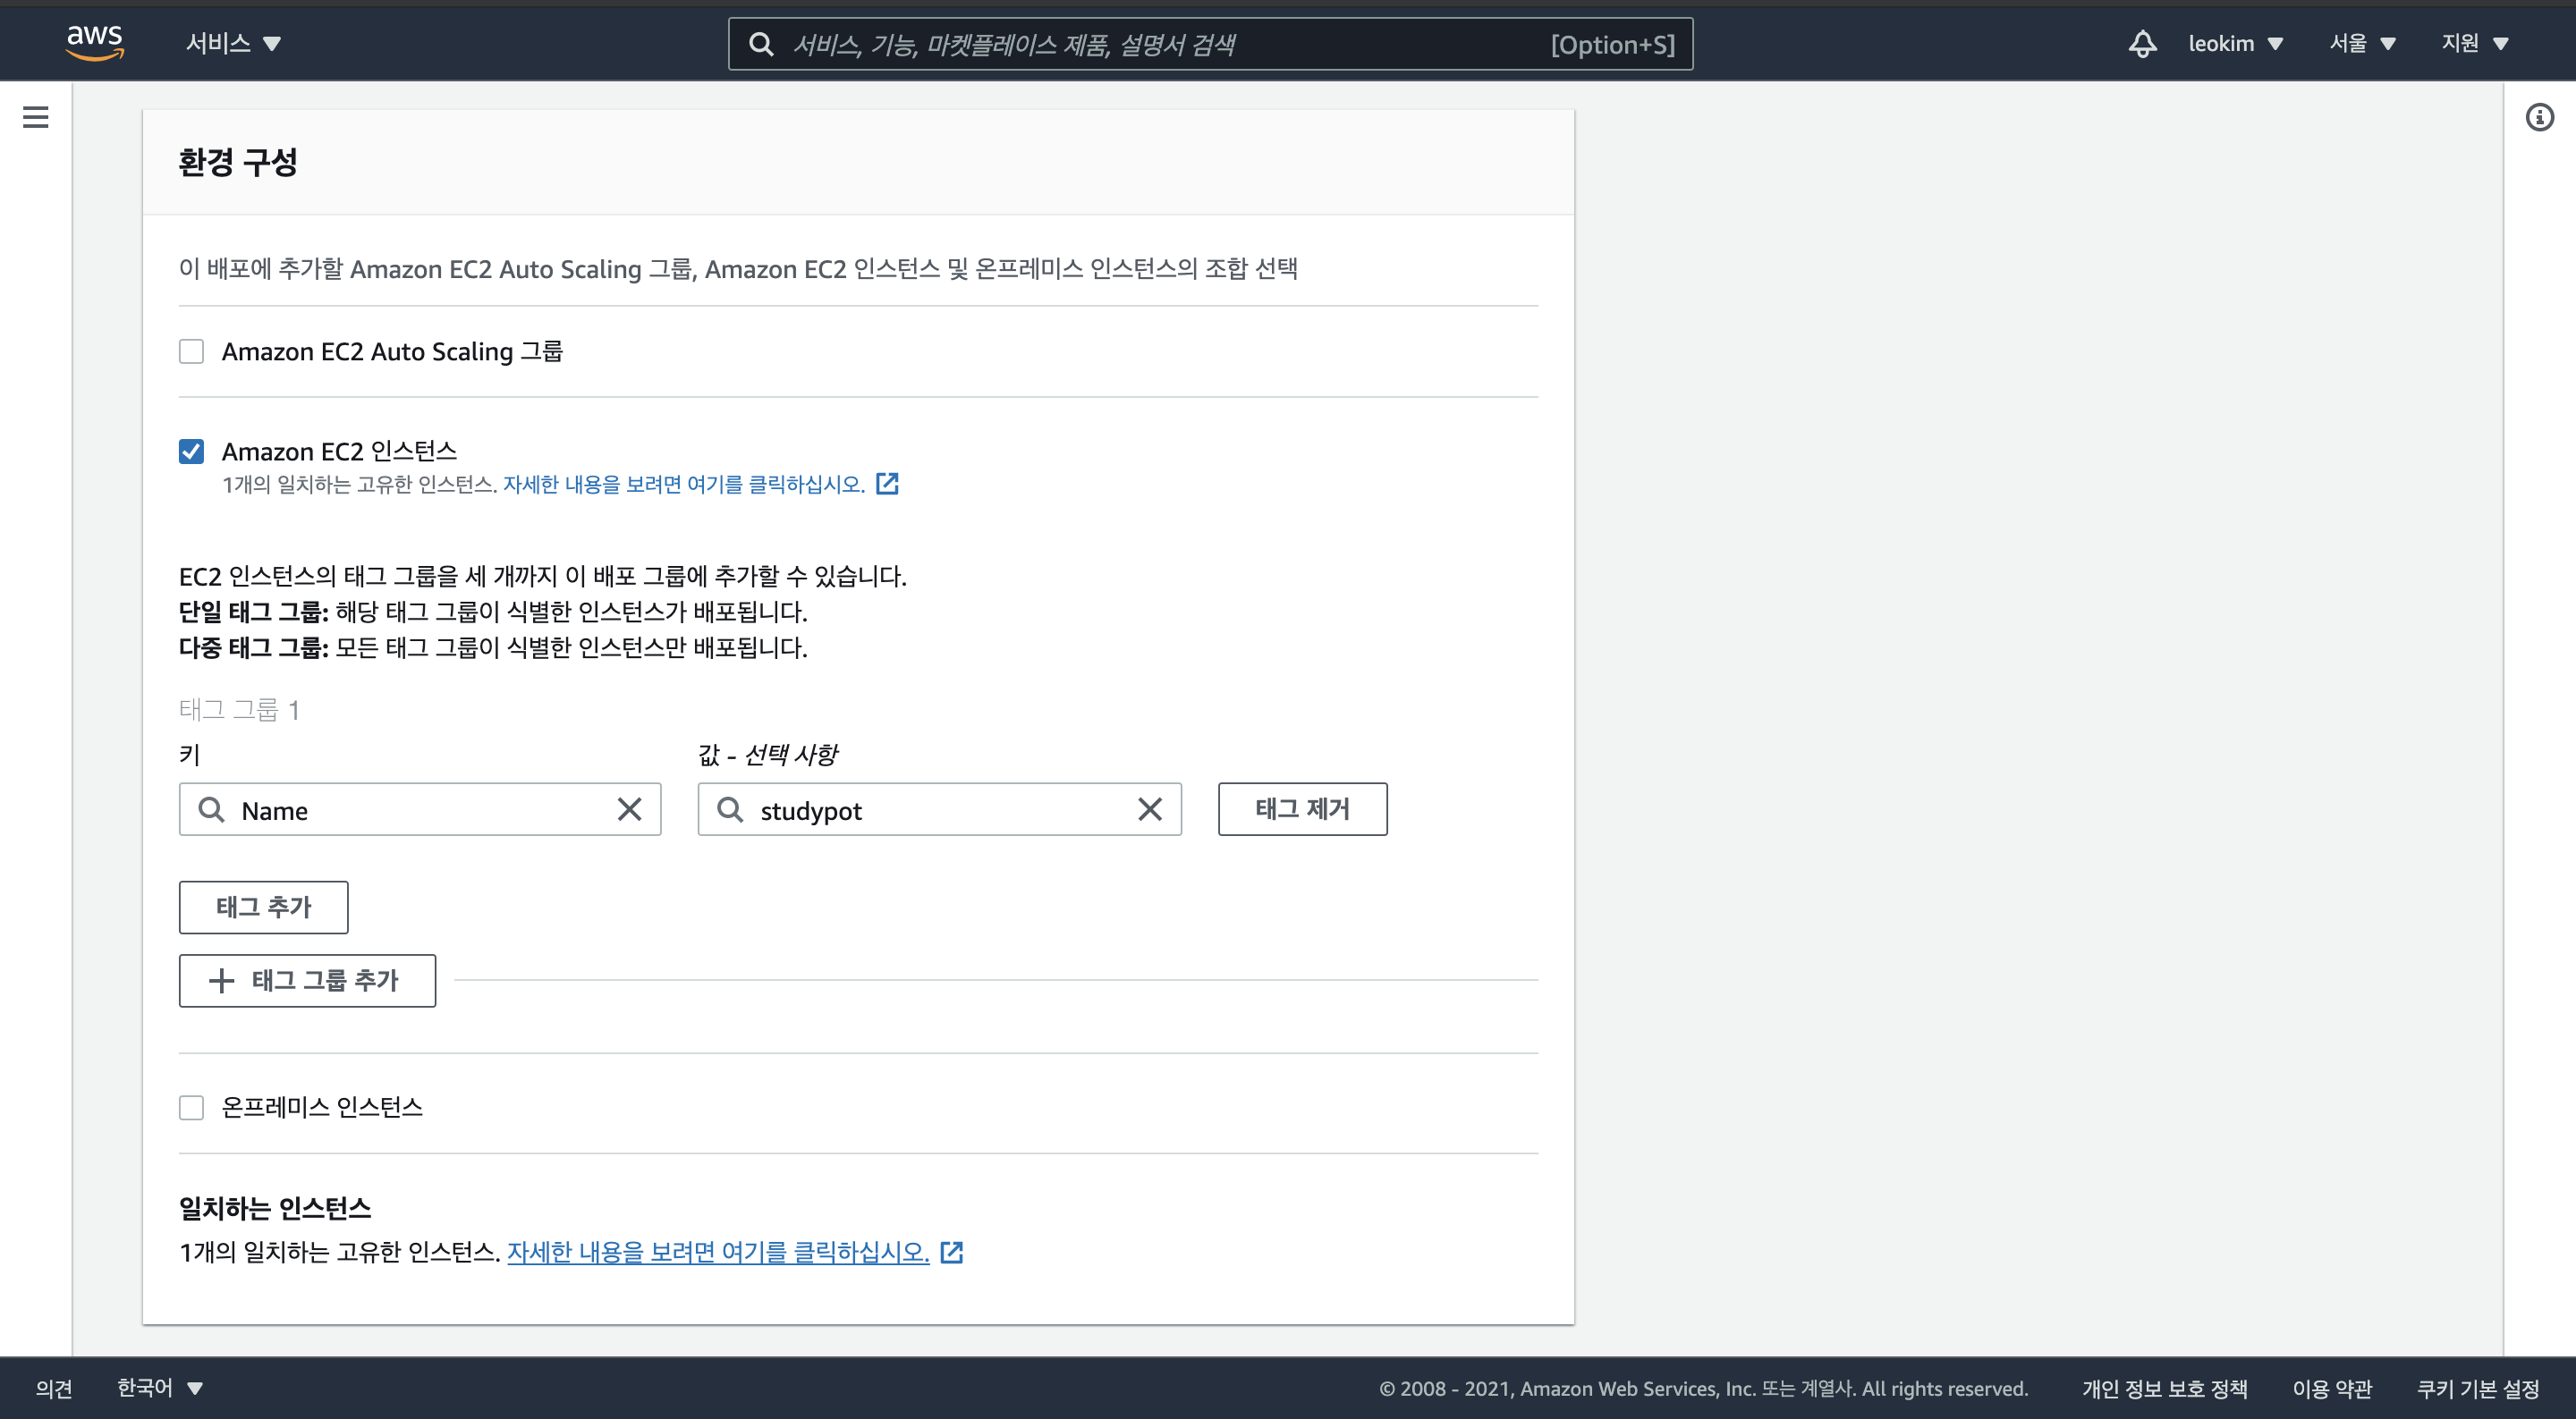 aws 서비스 서비스, 기능, 마켓플레이스 제품, 설명서 검색 [Option+S] leokim 서울 지원
환경 구성
이 배포에 추가할 Amazon EC2 Auto Scaling 그룹, Amazon EC2 인스턴스 및 온프레미스 인스턴스의 조합 선택
Amazon EC2 Auto Scaling 그룹
Amazon EC2 인스턴스
1개의 일치하는 고유한 인스턴스. 자세한 내용을 보려면 여기를 클릭하십시오.
EC2 인스턴스의 태그 그룹을 세 개까지 이 배포 그룹에 추가할 수 있습니다.
단일 태그 그룹: 해당 태그 그룹이 식별한 인스턴스가 배포됩니다.
다중 태그 그룹: 모든 태그 그룹이 식별한 인스턴스만 배포됩니다.
태그 그룹 1
키 값 - 선택 사항
Name studypot 태그 제거
태그 추가
태그 그룹 추가
온프레미스 인스턴스
일치하는 인스턴스
1개의 일치하는 고유한 인스턴스. 자세한 내용을 보려면 여기를 클릭하십시오.
의견 한국어 © 2008 - 2021, Amazon Web Services, Inc. 또는 계열사. All rights reserved. 개인 정보 보호 정책 이용 약관 쿠키 기본 설정